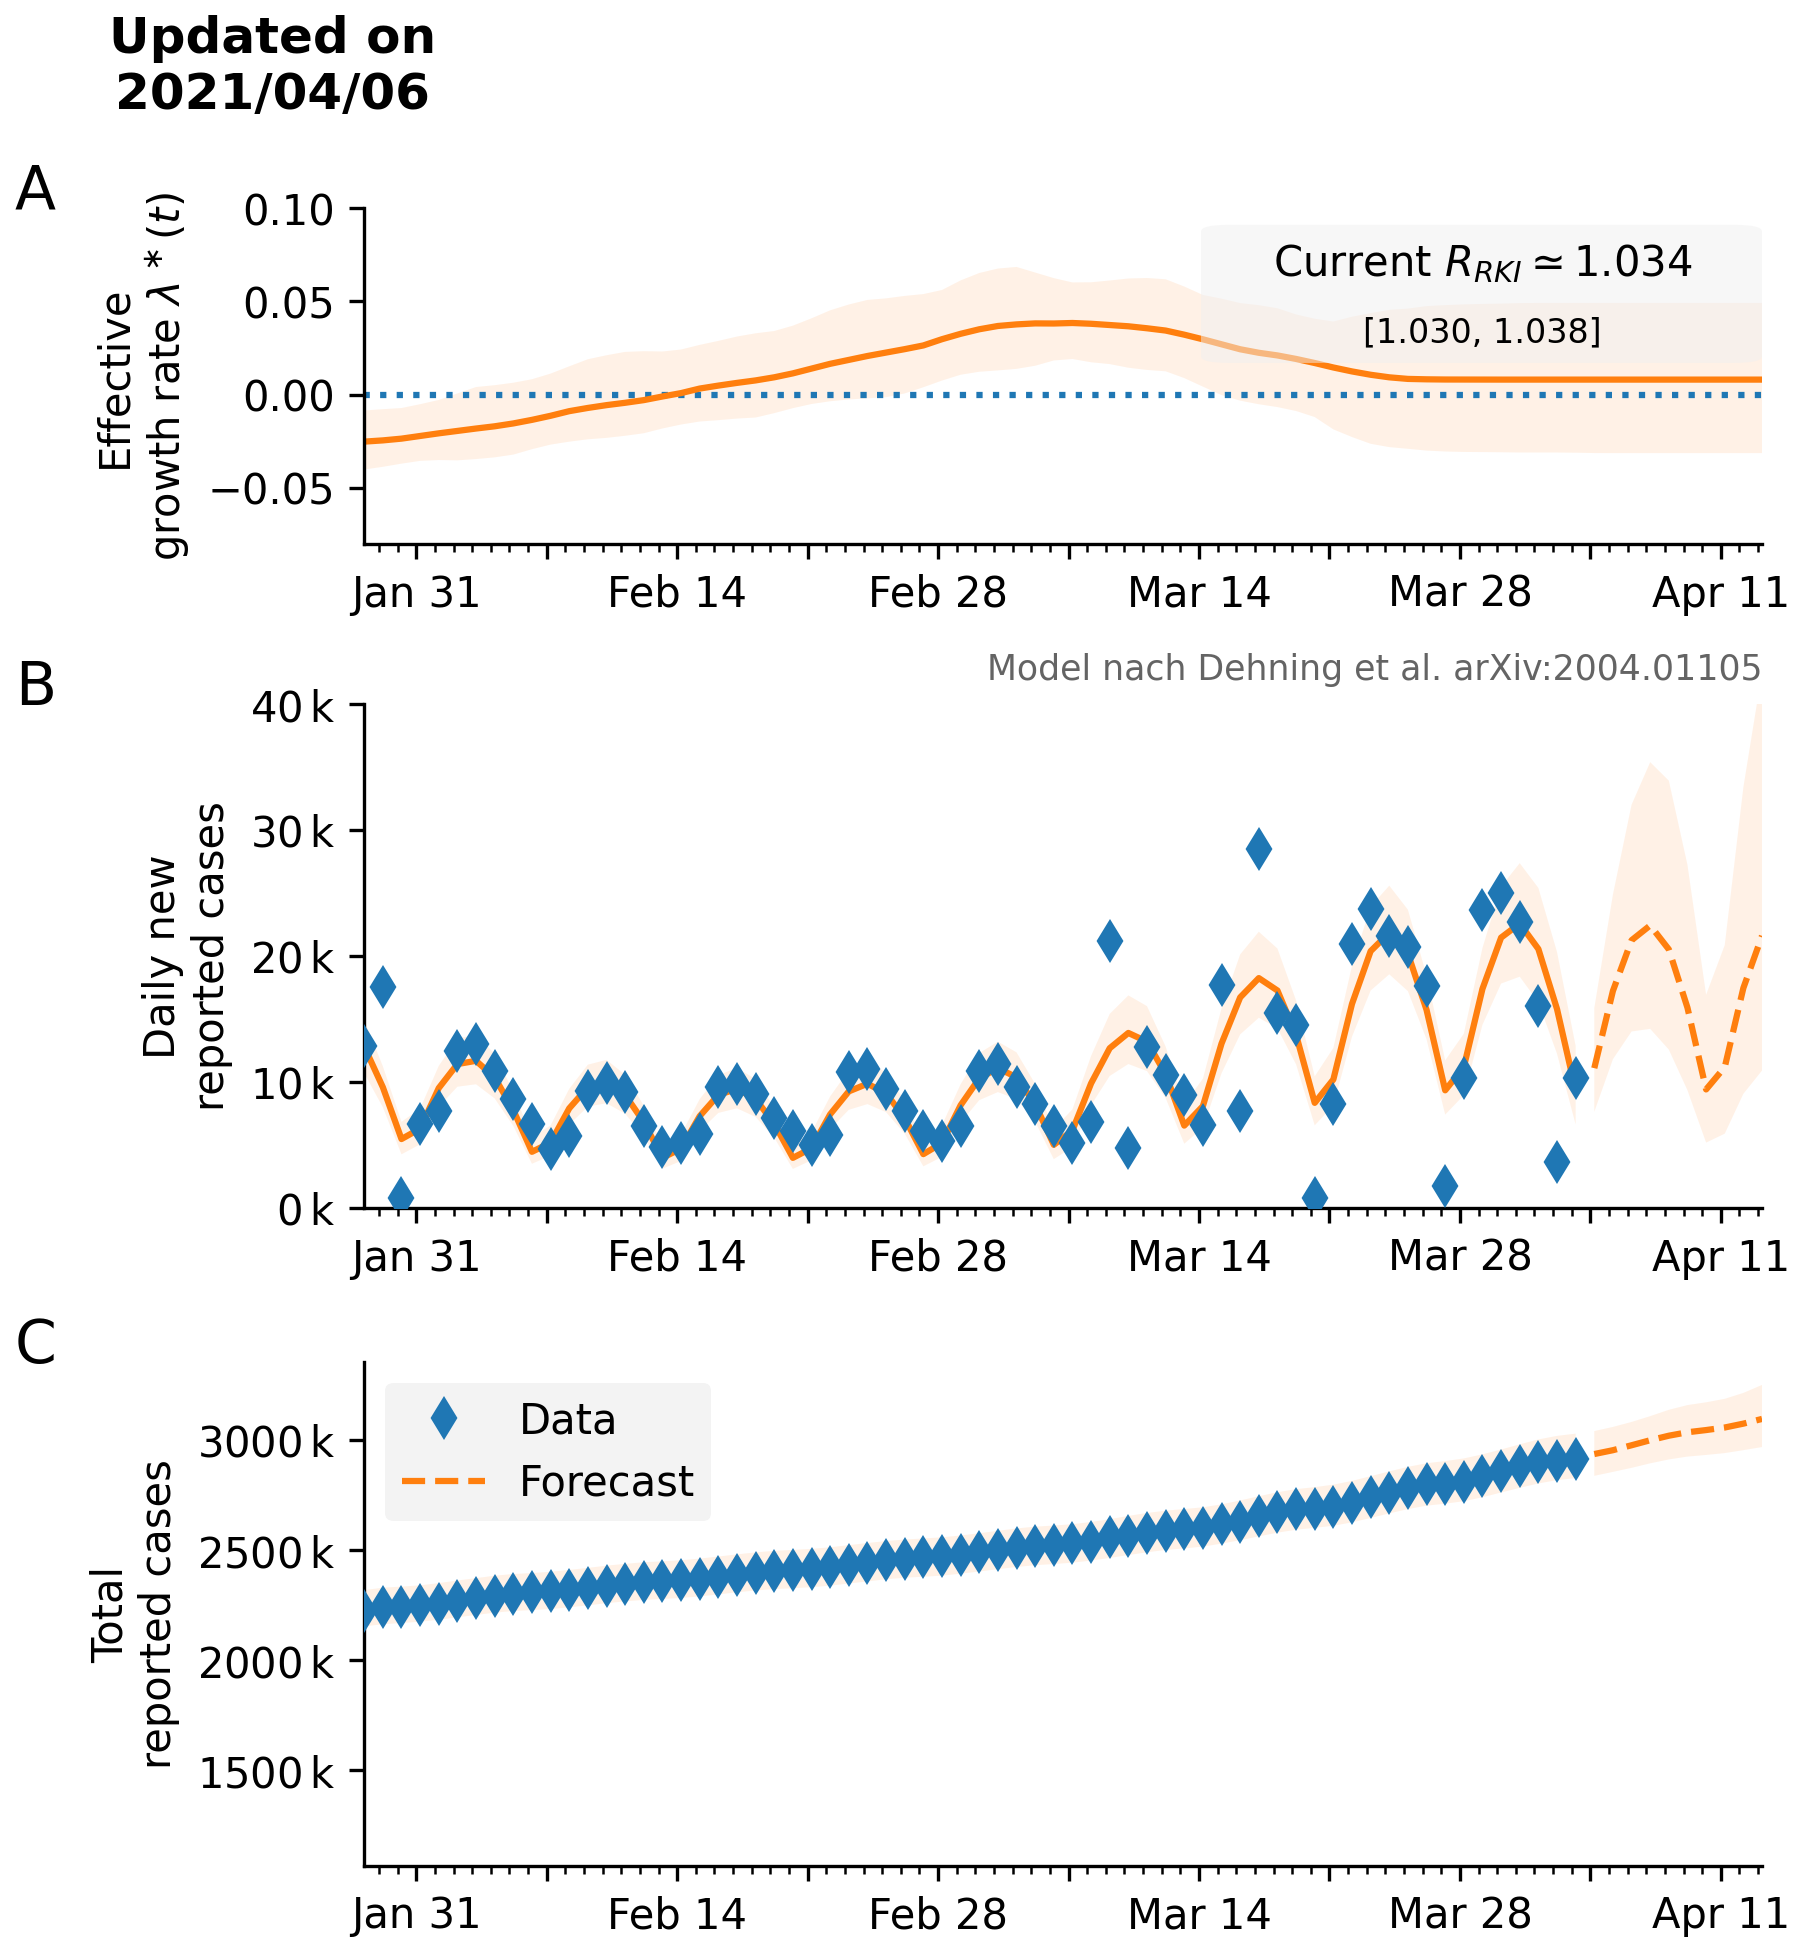 Updated on
2021/04/06
A
Effective
growth rate λ * (t)
0.10
0.05
0.00
−0.05
Current R_RKI ≃ 1.034
[1.030, 1.038]
Jan 31 Feb 14 Feb 28 Mar 14 Mar 28 Apr 11
Model nach Dehning et al. arXiv:2004.01105
B
Daily new
reported cases
40 k
30 k
20 k
10 k
0 k
Jan 31 Feb 14 Feb 28 Mar 14 Mar 28 Apr 11
C
Total
reported cases
3000 k
2500 k
2000 k
1500 k
Data
Forecast
Jan 31 Feb 14 Feb 28 Mar 14 Mar 28 Apr 11